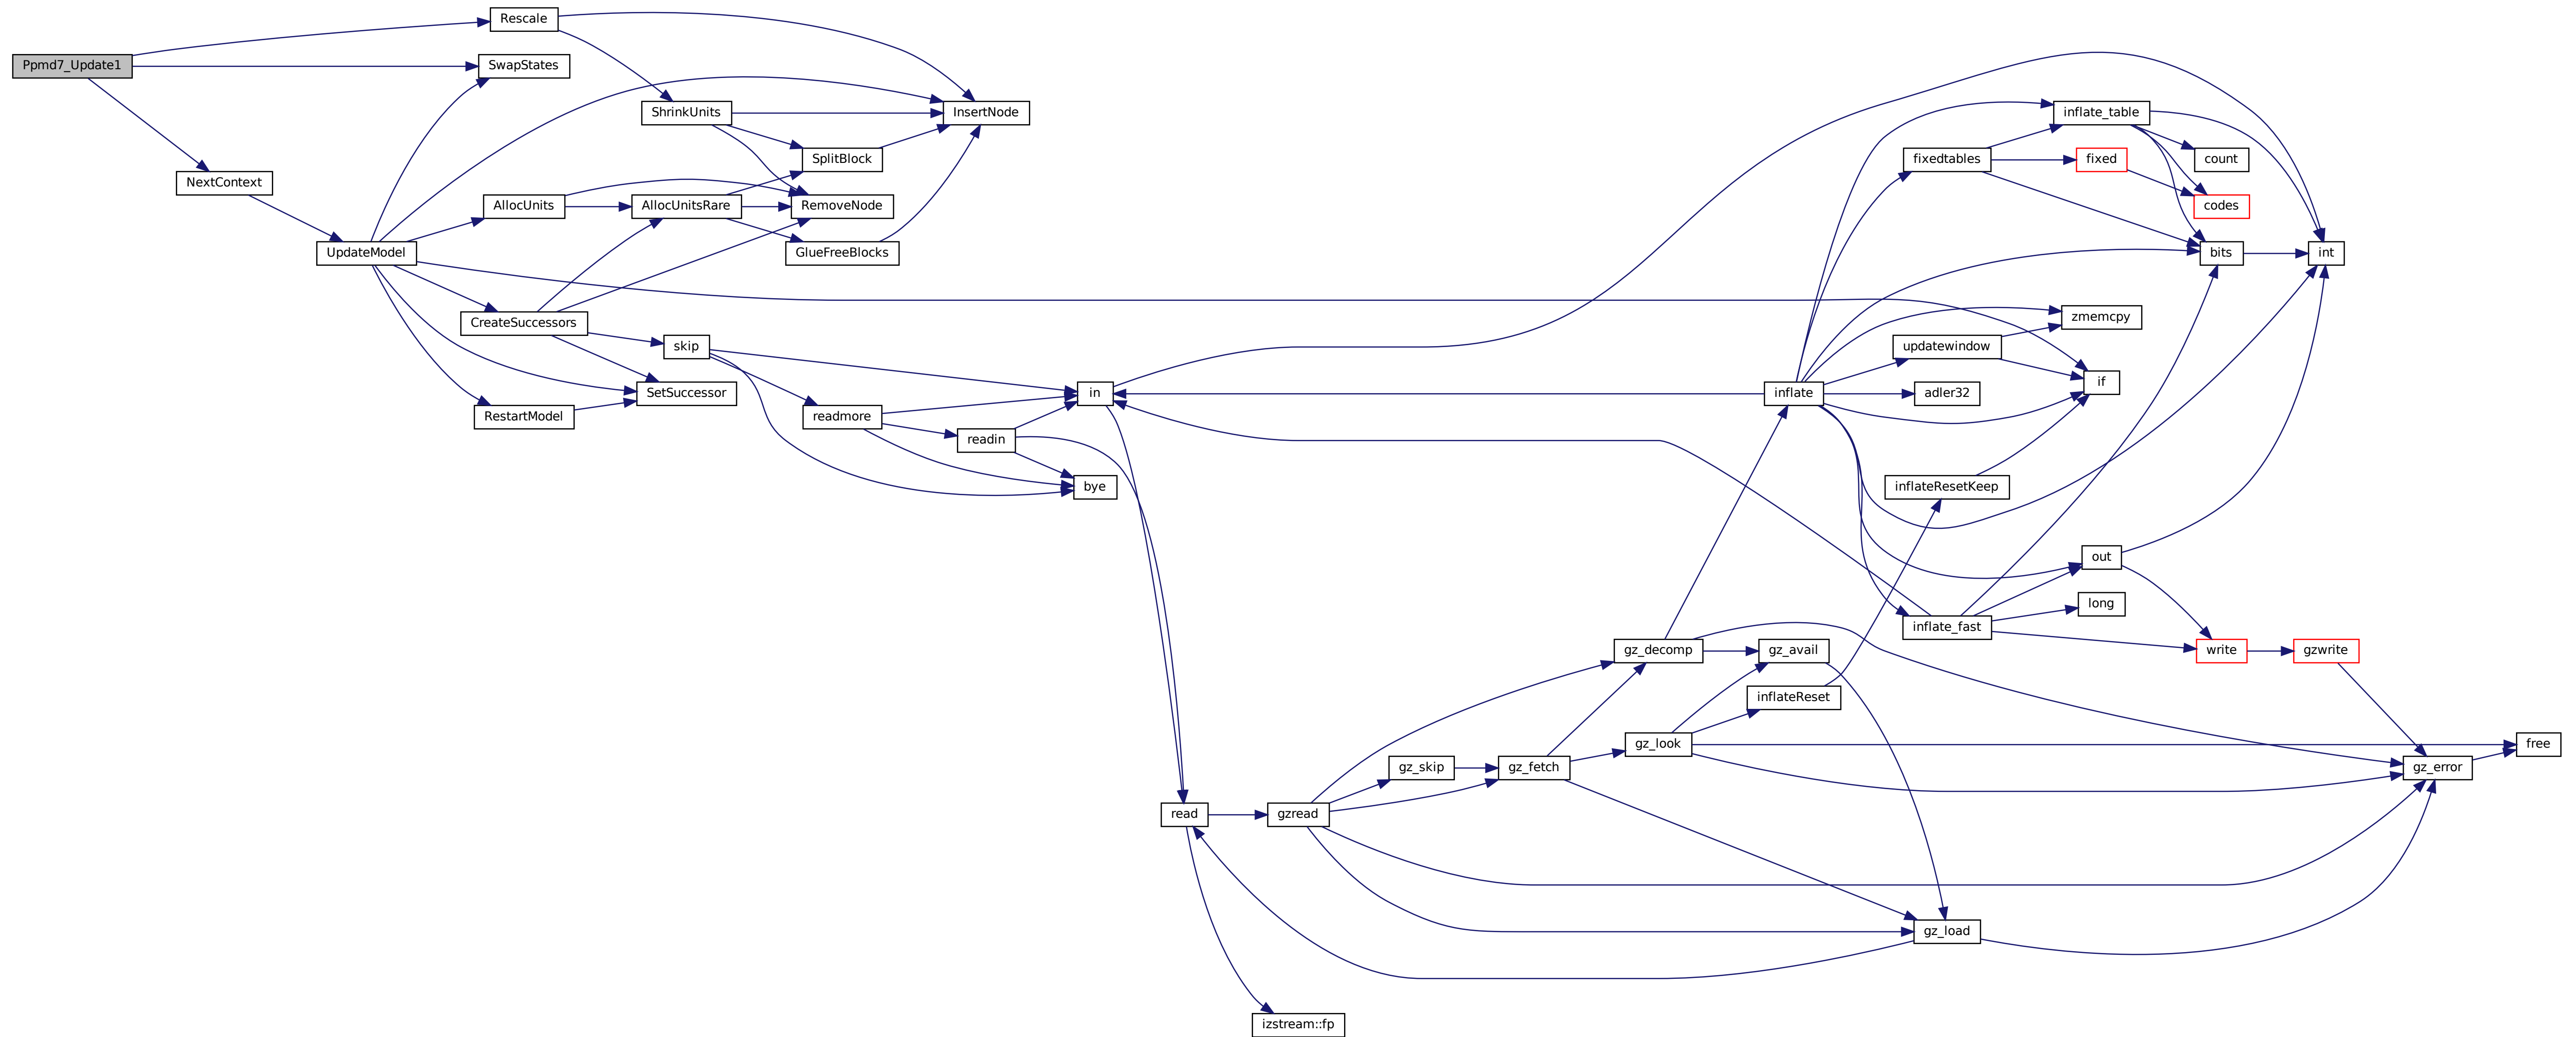 Ppmd7_Update1
Rescale
SwapStates
NextContext
UpdateModel
ShrinkUnits
InsertNode
SplitBlock
AllocUnits
AllocUnitsRare
RemoveNode
GlueFreeBlocks
CreateSuccessors
skip
SetSuccessor
RestartModel
readmore
readin
in
bye
read
gzread
izstream::fp
gz_skip
gz_fetch
gz_decomp
gz_look
gz_avail
inflateReset
inflate
inflate_table
fixedtables
fixed
count
codes
bits
int
zmemcpy
updatewindow
if
adler32
inflateResetKeep
out
long
inflate_fast
write
gzwrite
gz_error
free
gz_load